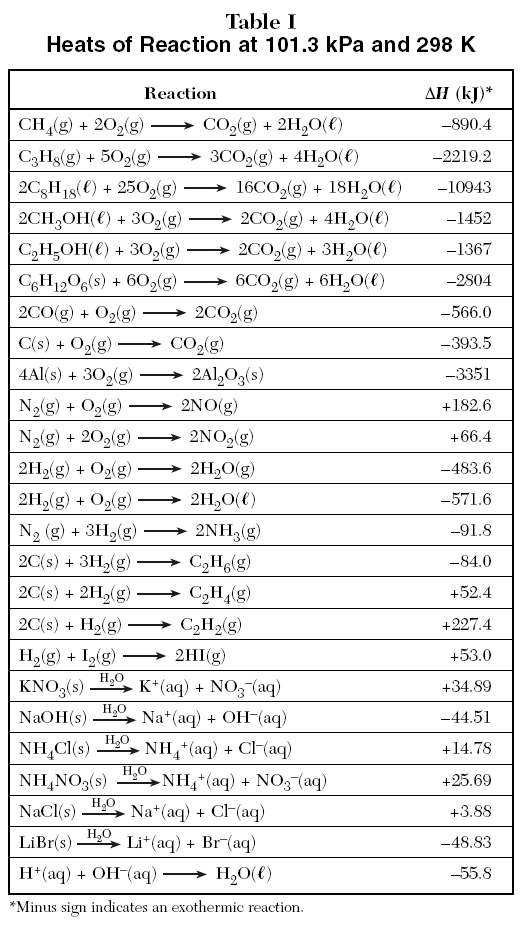 Table I
Heats of Reaction at 101.3 kPa and 298 K
Reaction ΔH (kJ)*
CH₄(g) + 2O₂(g) ⟶ CO₂(g) + 2H₂O(ℓ) –890.4
C₃H₈(g) + 5O₂(g) ⟶ 3CO₂(g) + 4H₂O(ℓ) –2219.2
2C₈H₁₈(ℓ) + 25O₂(g) ⟶ 16CO₂(g) + 18H₂O(ℓ) –10943
2CH₃OH(ℓ) + 3O₂(g) ⟶ 2CO₂(g) + 4H₂O(ℓ) –1452
C₂H₅OH(ℓ) + 3O₂(g) ⟶ 2CO₂(g) + 3H₂O(ℓ) –1367
C₆H₁₂O₆(s) + 6O₂(g) ⟶ 6CO₂(g) + 6H₂O(ℓ) –2804
2CO(g) + O₂(g) ⟶ 2CO₂(g) –566.0
C(s) + O₂(g) ⟶ CO₂(g) –393.5
4Al(s) + 3O₂(g) ⟶ 2Al₂O₃(s) –3351
N₂(g) + O₂(g) ⟶ 2NO(g) +182.6
N₂(g) + 2O₂(g) ⟶ 2NO₂(g) +66.4
2H₂(g) + O₂(g) ⟶ 2H₂O(g) –483.6
2H₂(g) + O₂(g) ⟶ 2H₂O(ℓ) –571.6
N₂ (g) + 3H₂(g) ⟶ 2NH₃(g) –91.8
2C(s) + 3H₂(g) ⟶ C₂H₆(g) –84.0
2C(s) + 2H₂(g) ⟶ C₂H₄(g) +52.4
2C(s) + H₂(g) ⟶ C₂H₂(g) +227.4
H₂(g) + I₂(g) ⟶ 2HI(g) +53.0
KNO₃(s) H₂O⟶ K⁺(aq) + NO₃⁻(aq) +34.89
NaOH(s) H₂O⟶ Na⁺(aq) + OH⁻(aq) –44.51
NH₄Cl(s) H₂O⟶ NH₄⁺(aq) + Cl⁻(aq) +14.78
NH₄NO₃(s) H₂O⟶ NH₄⁺(aq) + NO₃⁻(aq) +25.69
NaCl(s) H₂O⟶ Na⁺(aq) + Cl⁻(aq) +3.88
LiBr(s) H₂O⟶ Li⁺(aq) + Br⁻(aq) –48.83
H⁺(aq) + OH⁻(aq) ⟶ H₂O(ℓ) –55.8
*Minus sign indicates an exothermic reaction.